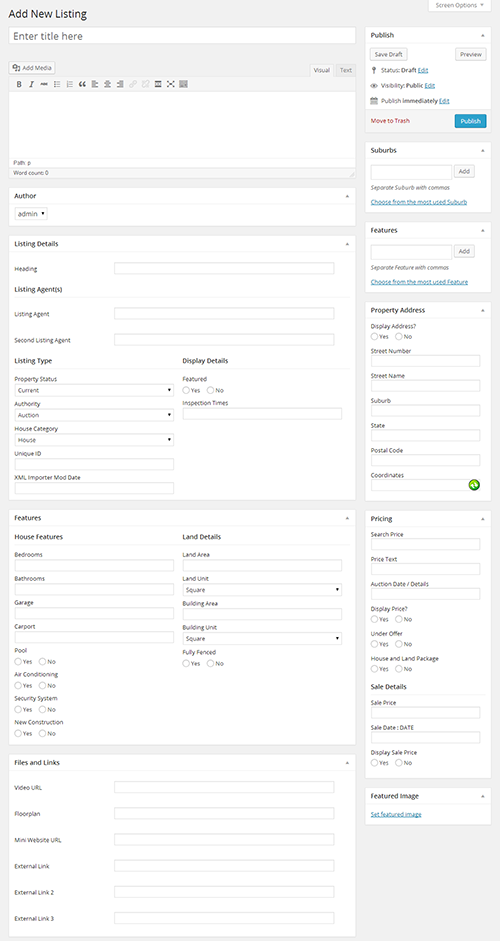 Screen Options
Add New Listing
Enter title here
Add Media
Visual
Text
B I ABC
Path: p
Word count: 0
Author
admin
Listing Details
Heading
Listing Agent(s)
Listing Agent
Second Listing Agent
Listing Type
Property Status
Current
Authority
Auction
House Category
House
Unique ID
XML Importer Mod Date
Display Details
Featured
Yes No
Inspection Times
Features
House Features
Bedrooms
Bathrooms
Garage
Carport
Pool
Yes No
Air Conditioning
Yes No
Security System
Yes No
New Construction
Yes No
Land Details
Land Area
Land Unit
Square
Building Area
Building Unit
Square
Fully Fenced
Yes No
Files and Links
Video URL
Floorplan
Mini Website URL
External Link
External Link 2
External Link 3
Publish
Save Draft
Preview
Status: Draft Edit
Visibility: Public Edit
Publish immediately Edit
Move to Trash
Publish
Suburbs
Add
Separate Suburb with commas
Choose from the most used Suburb
Features
Add
Separate Feature with commas
Choose from the most used Feature
Property Address
Display Address?
Yes No
Street Number
Street Name
Suburb
State
Postal Code
Coordinates
Pricing
Search Price
Price Text
Auction Date / Details
Display Price?
Yes No
Under Offer
Yes No
House and Land Package
Yes No
Sale Details
Sale Price
Sale Date : DATE
Display Sale Price
Yes No
Featured Image
Set featured image